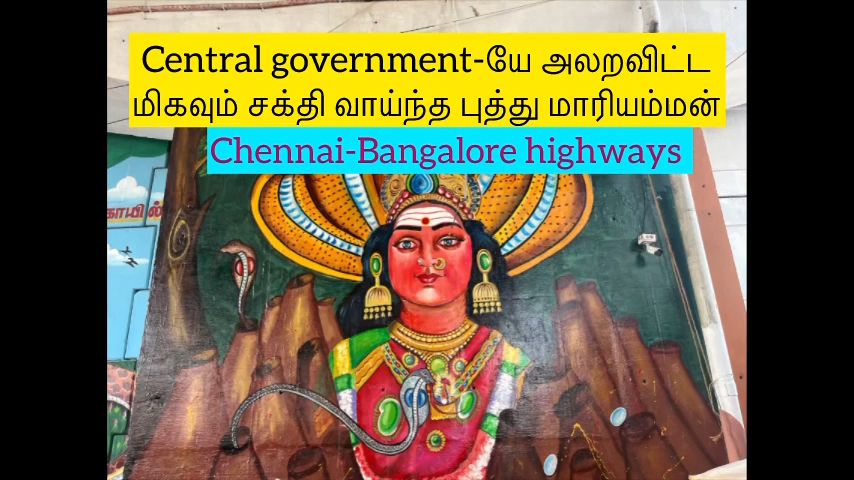 Central government-யே அலறவிட்ட
மிகவும் சக்தி வாய்ந்த புத்து மாரியம்மன்
Chennai-Bangalore highways
காயில்